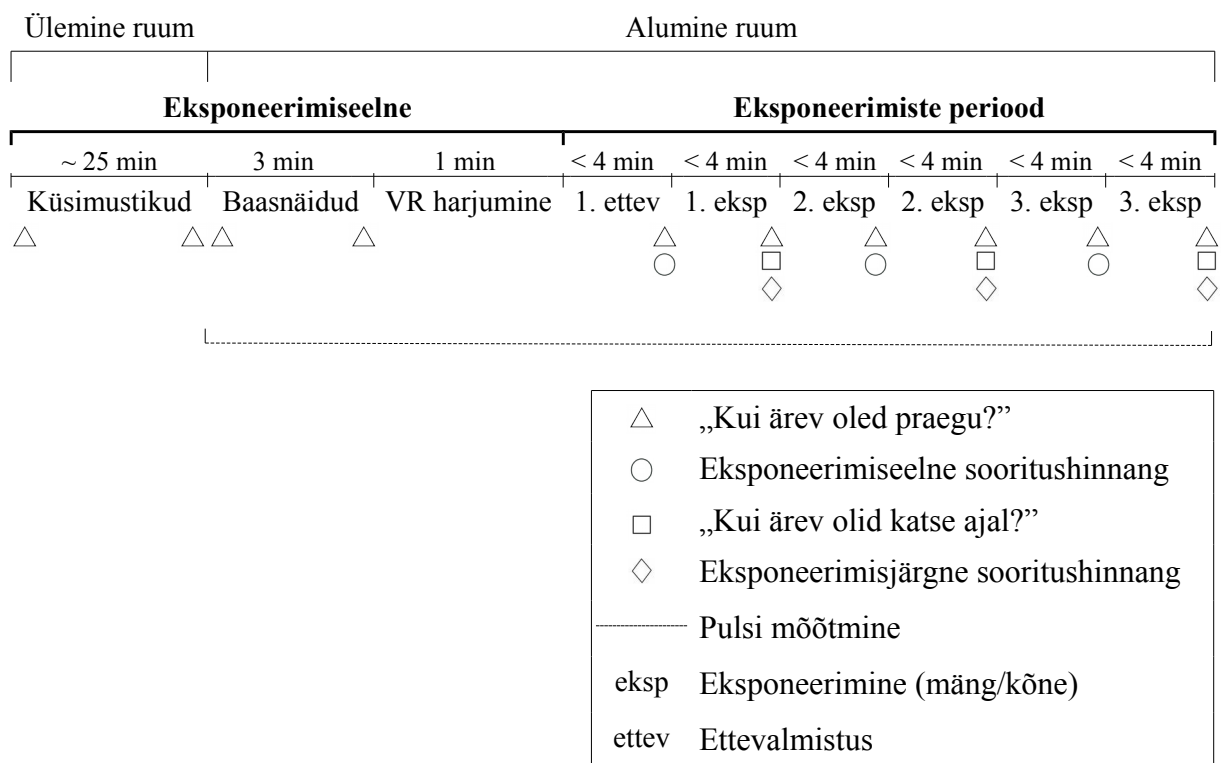 Ülemine ruum Alumine ruum
Eksponeerimiseelne Eksponeerimiste periood
~ 25 min 3 min 1 min < 4 min < 4 min < 4 min < 4 min < 4 min < 4 min
Küsimustikud Baasnäidud VR harjumine 1. ettev 1. eksp 2. eksp 2. eksp 3. eksp 3. eksp
„Kui ärev oled praegu?”
Eksponeerimiseelne sooritushinnang
„Kui ärev olid katse ajal?”
Eksponeerimisjärgne sooritushinnang
Pulsi mõõtmine
eksp Eksponeerimine (mäng/kõne)
ettev Ettevalmistus